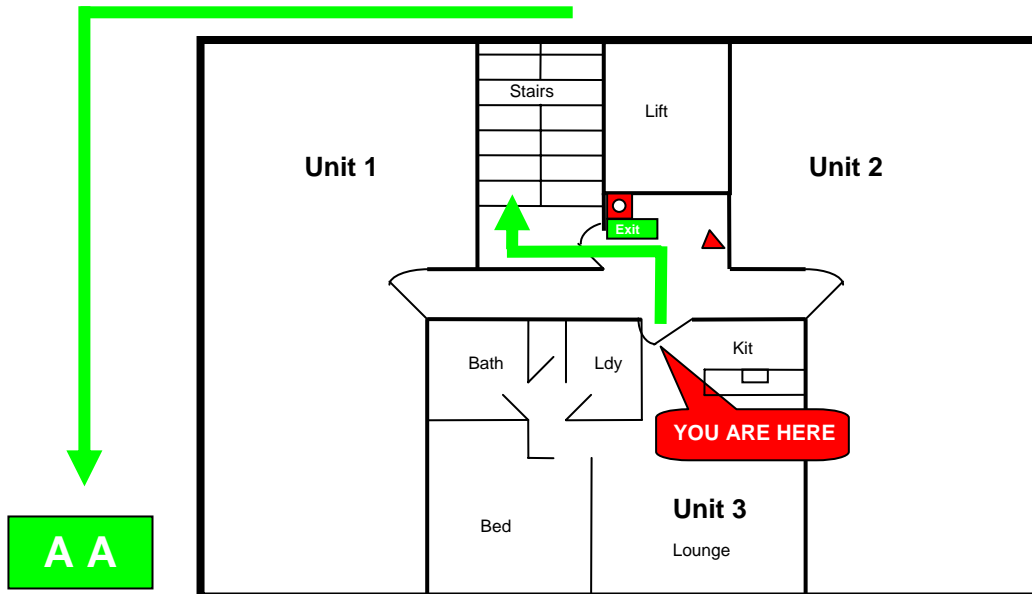 Stairs
Lift
Unit 1
Unit 2
Exit
Bath
Ldy
Kit
YOU ARE HERE
Unit 3
Bed
Lounge
A A